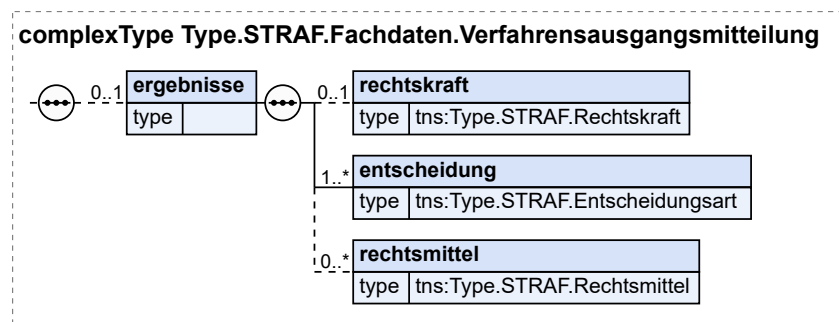 complexType Type.STRAF.Fachdaten.Verfahrensausgangsmitteilung
0..1 ergebnisse
type
0..1 rechtskraft
type tns:Type.STRAF.Rechtskraft
1..* entscheidung
type tns:Type.STRAF.Entscheidungsart
0..* rechtsmittel
type tns:Type.STRAF.Rechtsmittel